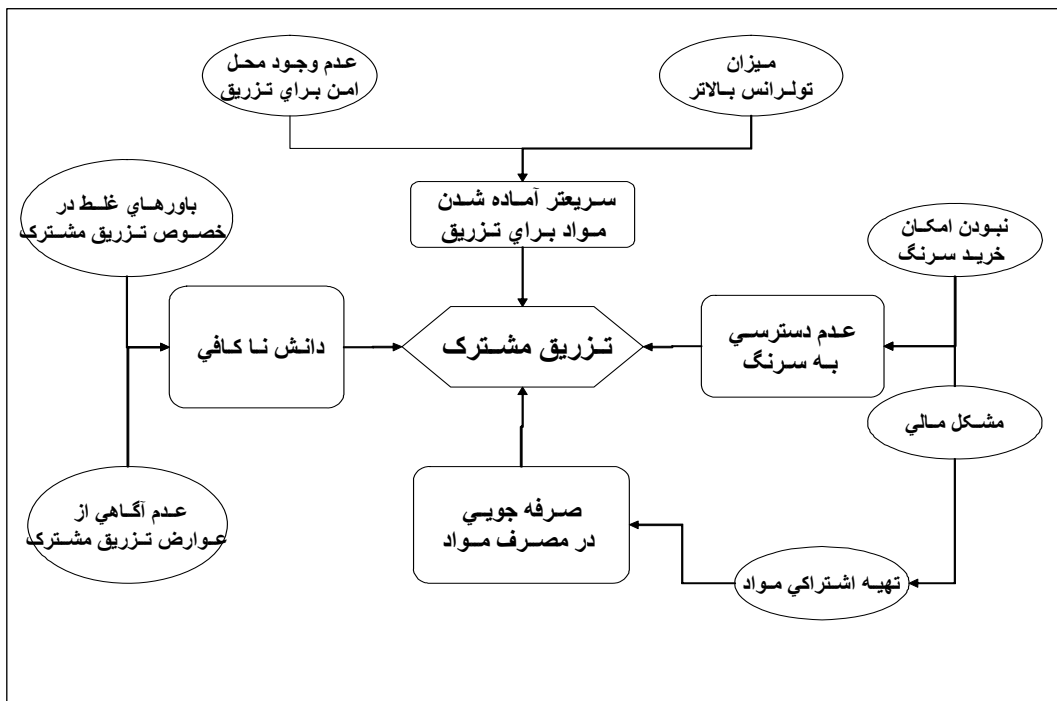 عدم وجود محل
امن براي تزريق
ميزان
تولرانس بالاتر
سريعتر آماده شدن
مواد براي تزريق
باورهاي غلط در
خصوص تزريق مشترک
نبودن امکان
خريد سرنگ
دانش نا کافي
تزريق مشترک
عدم دسترسي
به سرنگ
مشکل مالي
عدم آگاهي از
عوارض تزريق مشترک
صرفه جويي
در مصرف مواد
تهيه اشتراکي مواد